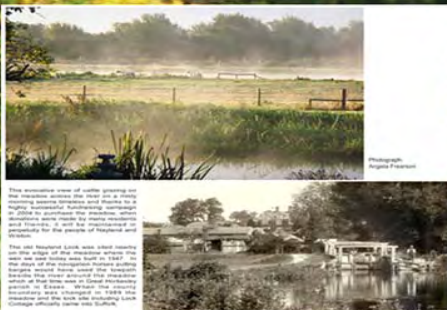 Photograph
Angela
This evocative view of cattle grazing on
the meadow across the river on a misty
morning seems timeless and thanks to a
highly successful fundraising campaign
in 2006 to purchase the meadow, when
donations were made by many residents
and friends, it will be maintained in
perpetuity for the people of Nayland and
Wiston.
The old Nayland Lock was sited nearby
on the edge of the meadow where the
weir we see today was built in
the days of the navigation horses pulling
barges would have used the towpath
beside the river around the meadow
which at that time was in Great Horkesley
parish in Essex. When the county
boundary was changed in 1989 the
meadow and the lock site including Lock
Cottage officially came into Suffolk.